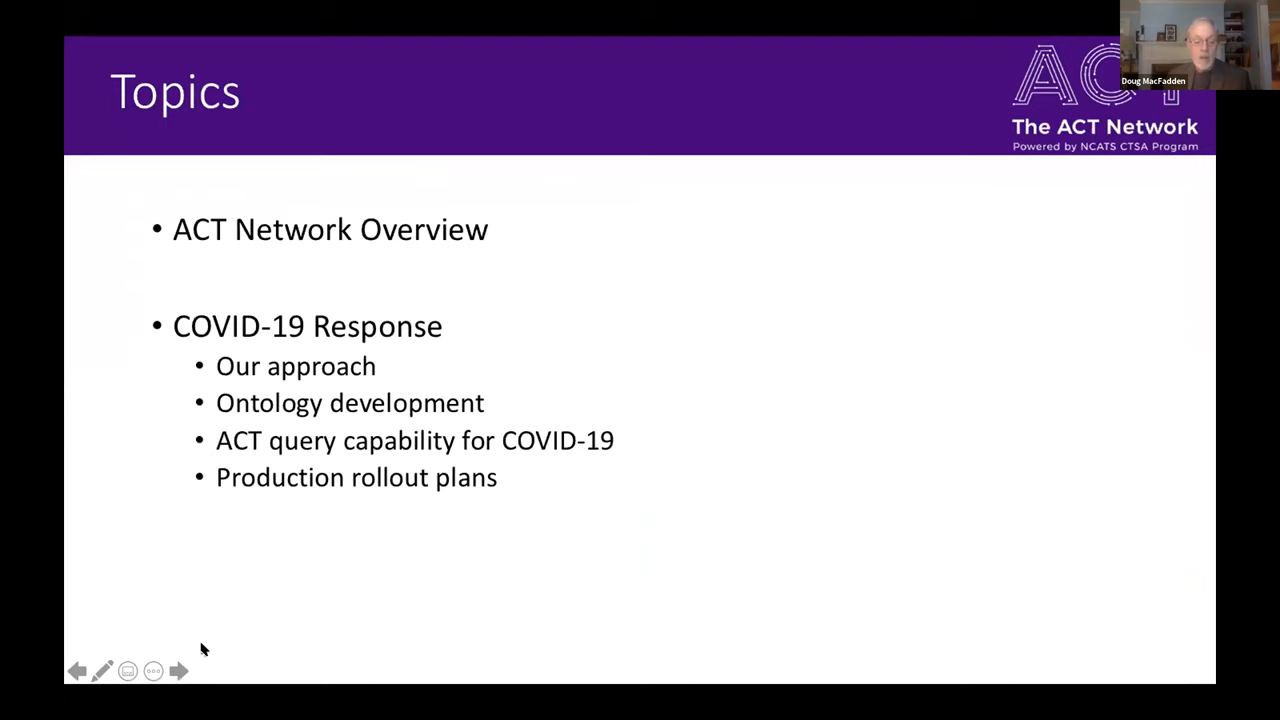 Topics
ACT
Doug MacFadden
The ACT Network
Powered by NCATS CTSA Program
• ACT Network Overview
• COVID-19 Response
• Our approach
• Ontology development
• ACT query capability for COVID-19
• Production rollout plans